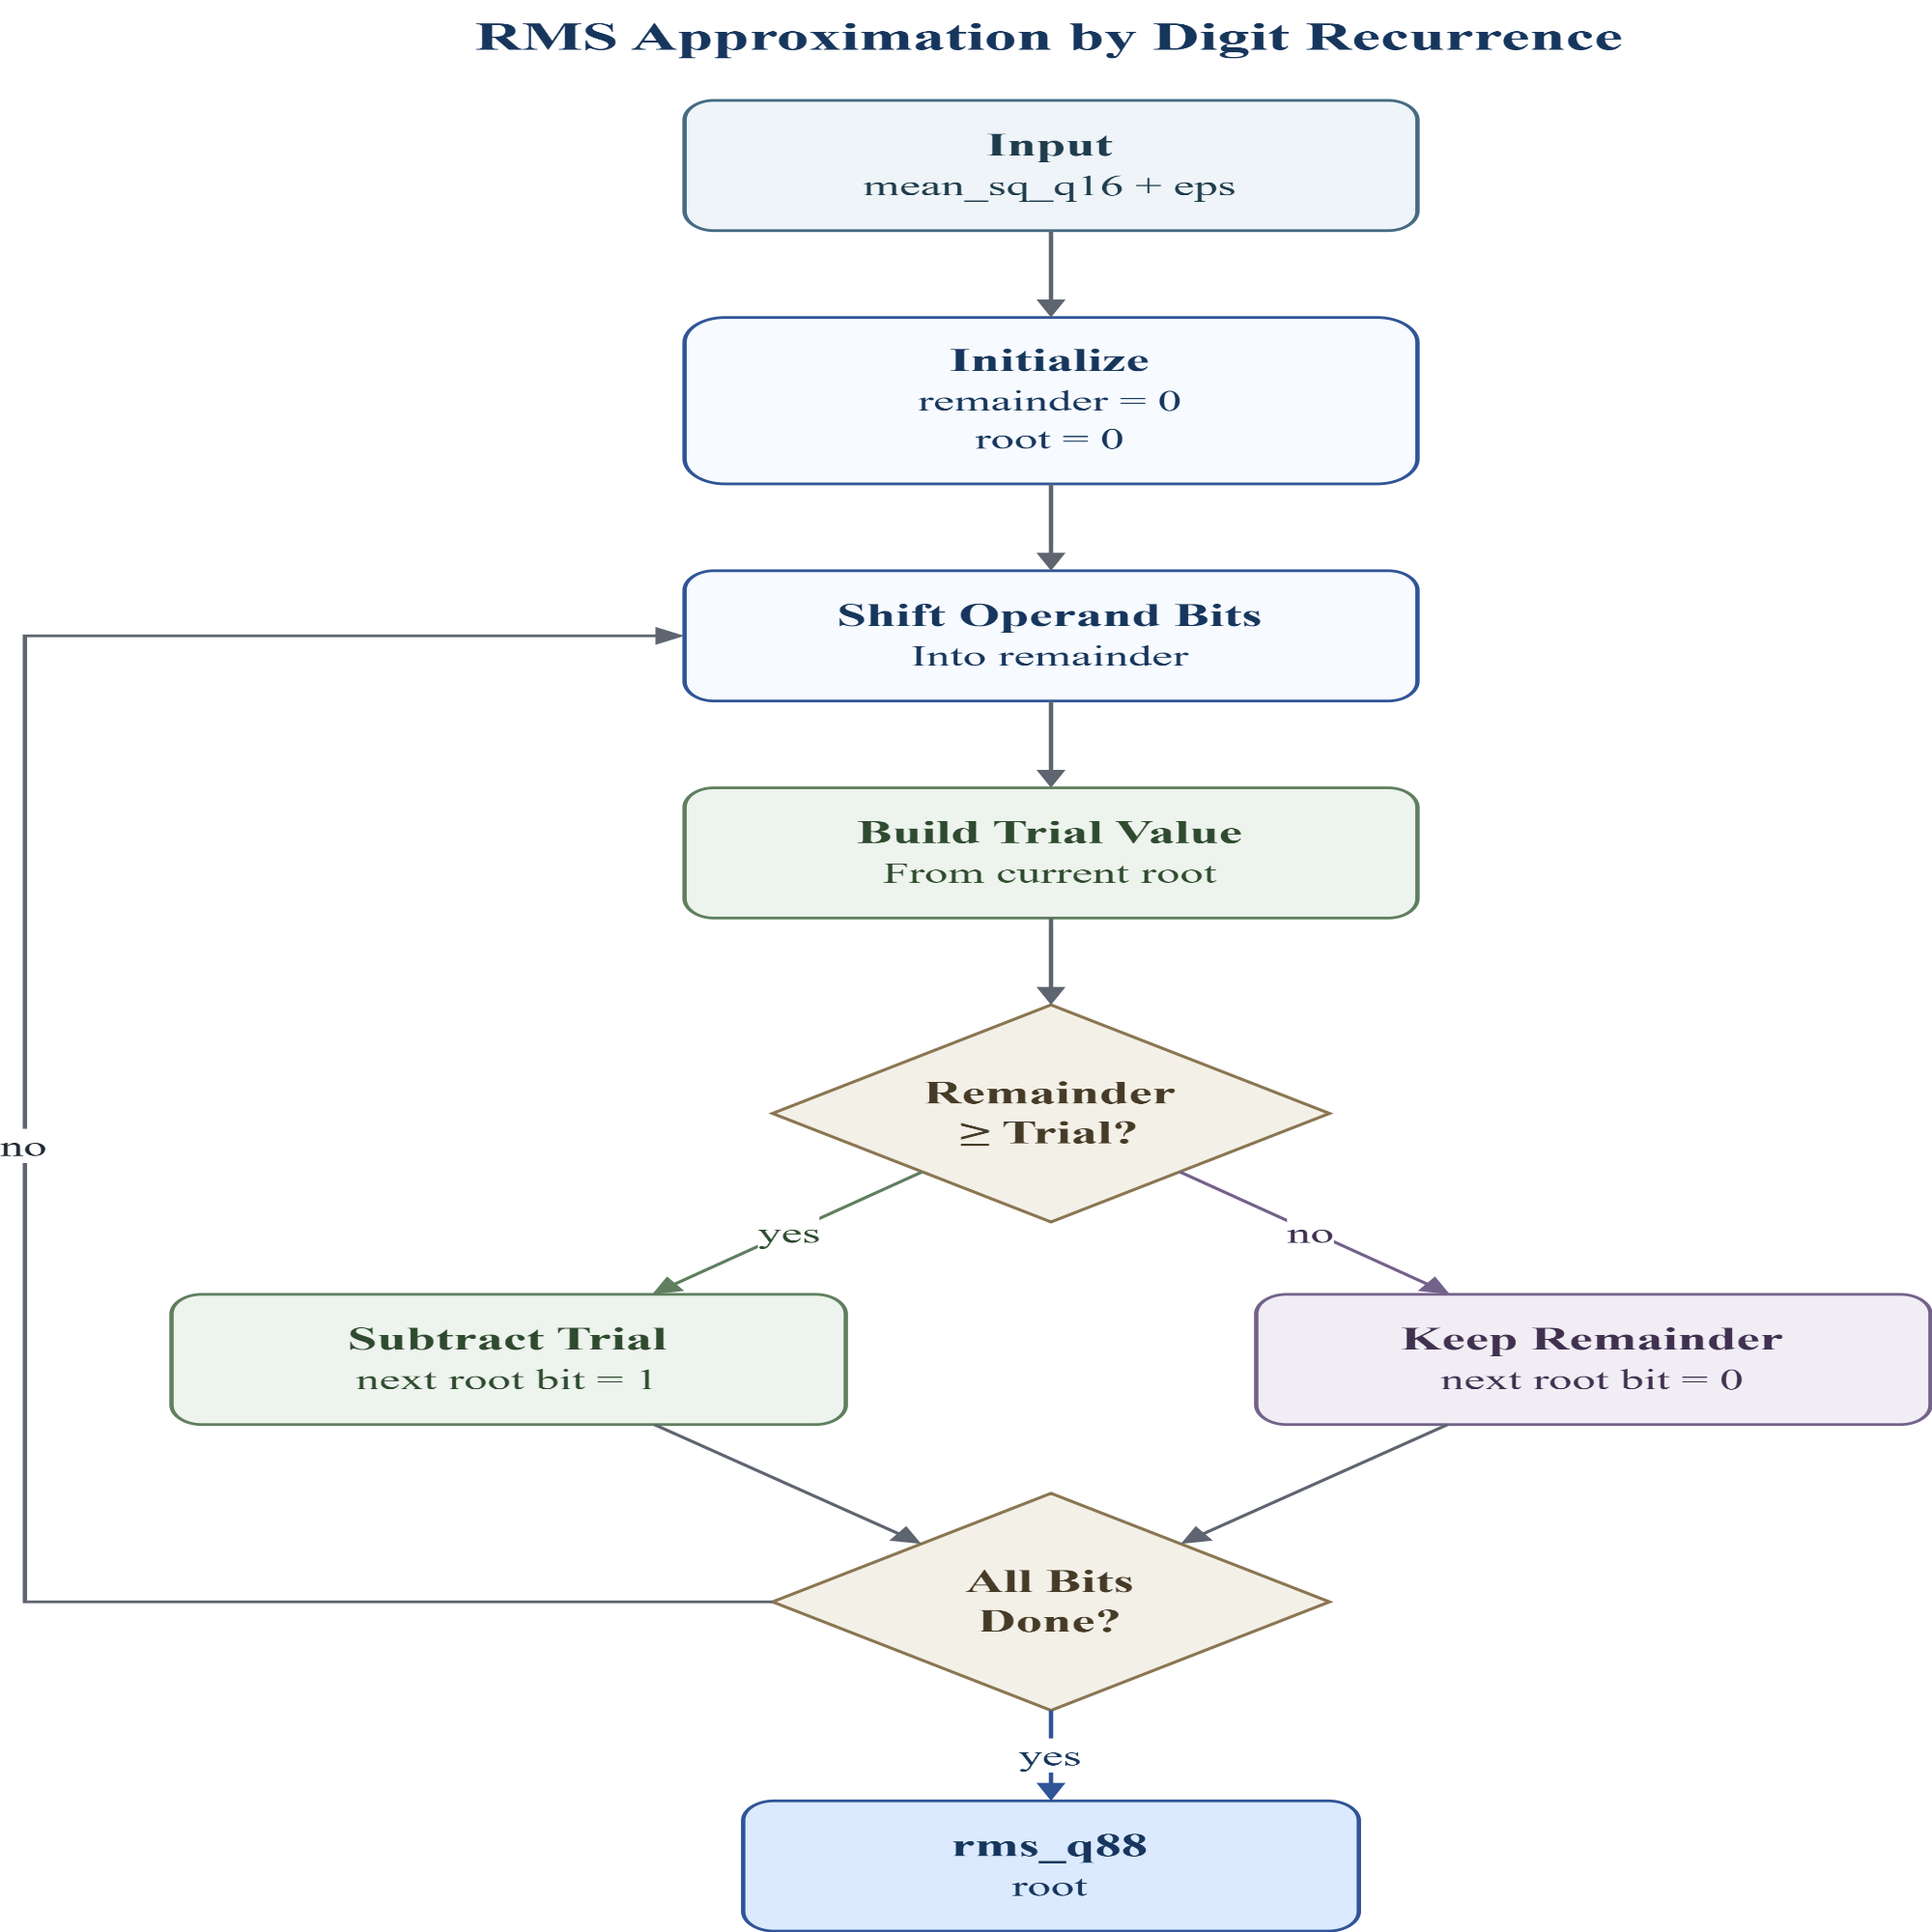 RMS Approximation by Digit Recurrence
Input
mean_sq_q16 + eps
Initialize
remainder = 0
root = 0
Shift Operand Bits
Into remainder
Build Trial Value
From current root
Remainder
≥ Trial?
no
yes
no
Subtract Trial
next root bit = 1
Keep Remainder
next root bit = 0
All Bits
Done?
yes
rms_q88
root